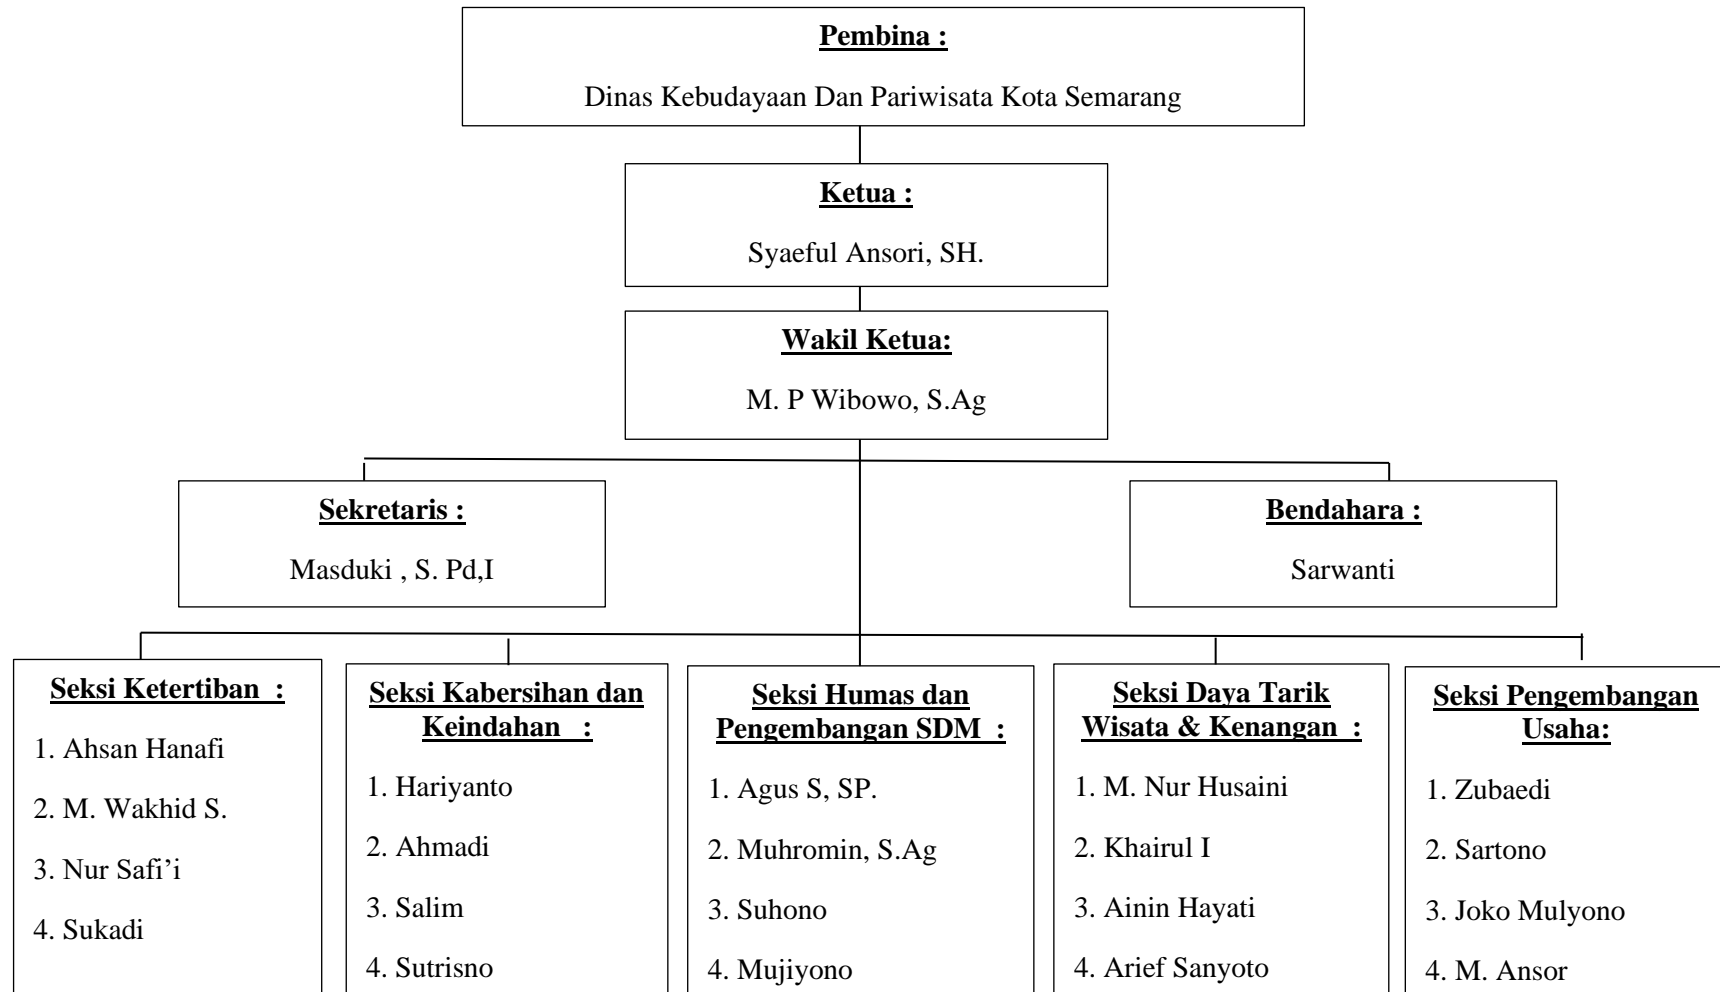 Pembina :
Dinas Kebudayaan Dan Pariwisata Kota Semarang
Ketua :
Syaeful Ansori, SH.
Wakil Ketua:
M. P Wibowo, S.Ag
Sekretaris :
Masduki , S. Pd,I
Bendahara :
Sarwanti
Seksi Ketertiban :
1. Ahsan Hanafi
2. M. Wakhid S.
3. Nur Safi’i
4. Sukadi
Seksi Kabersihan dan
Keindahan :
1. Hariyanto
2. Ahmadi
3. Salim
4. Sutrisno
Seksi Humas dan
Pengembangan SDM :
1. Agus S, SP.
2. Muhromin, S.Ag
3. Suhono
4. Mujiyono
Seksi Daya Tarik
Wisata & Kenangan :
1. M. Nur Husaini
2. Khairul I
3. Ainin Hayati
4. Arief Sanyoto
Seksi Pengembangan
Usaha:
1. Zubaedi
2. Sartono
3. Joko Mulyono
4. M. Ansor